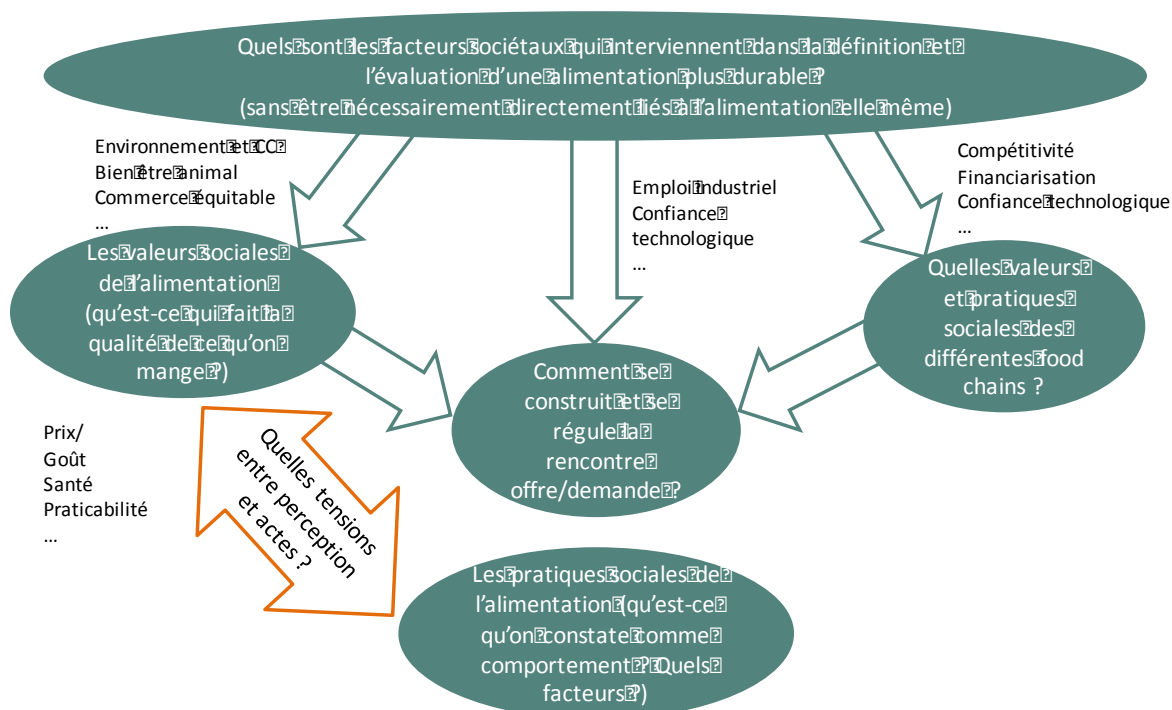 Quels sont les facteurs sociétaux qui interviennent dans la définition et
l'évaluation d'une alimentation plus durable ?
(sans être nécessairement directement liés à l'alimentation elle même)
Environnement et CC
Bien être animal
Commerce équitable
…
Emploi industriel
Confiance
technologique
…
Compétitivité
Financiarisation
Confiance technologique
…
Les valeurs sociales
de l'alimentation
(qu'est-ce qui fait la
qualité de ce qu'on
mange ?)
Quelles valeurs
et pratiques
sociales des
différentes food
chains ?
Comment se
construit et se
régule la
rencontre
offre/demande ?
Prix/
Goût
Santé
Praticabilité
…
Quelles tensions
entre perception
et actes ?
Les pratiques sociales de
l'alimentation (qu'est-ce
qu'on constate comme
comportement ? Quels
facteurs ?)